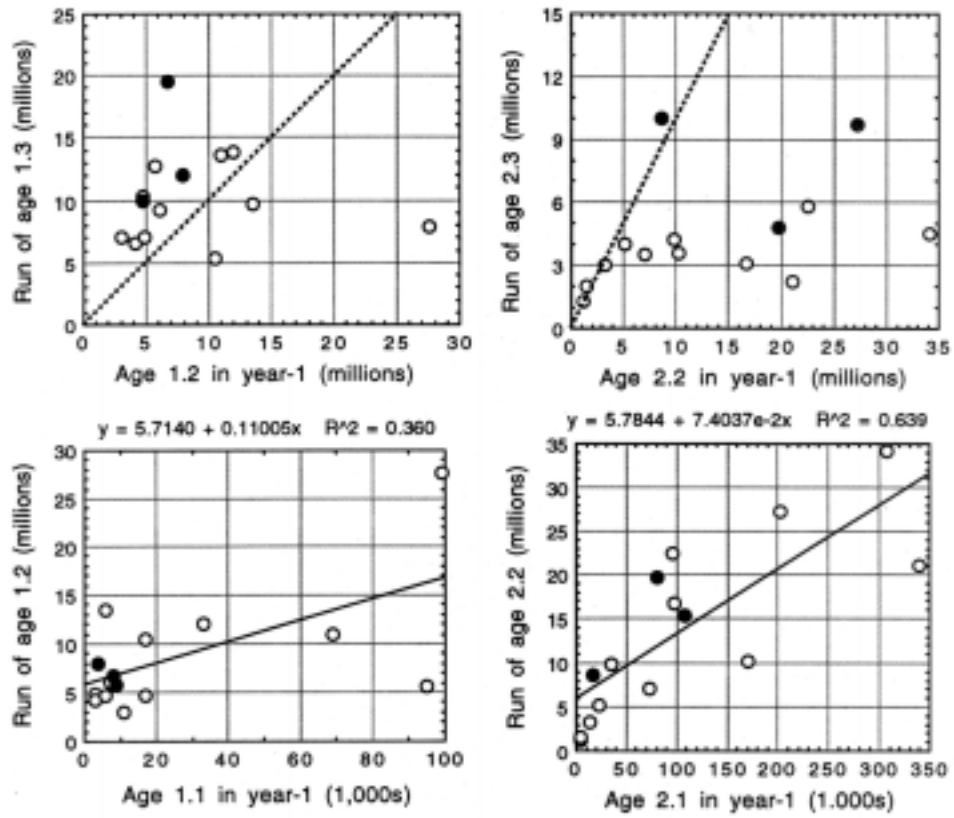 Run of age 1.3 (millions)
25
20
15
10
5
0
0 5 10 15 20 25 30
Age 1.2 in year-1 (millions)
Run of age 2.3 (millions)
15
12
9
6
3
0
0 5 10 15 20 25 30 35
Age 2.2 in year-1 (millions)
y = 5.7140 + 0.11005x R^2 = 0.360
Run of age 1.2 (millions)
30
25
20
15
10
5
0
0 20 40 60 80 100
Age 1.1 in year-1 (1,000s)
y = 5.7844 + 7.4037e-2x R^2 = 0.639
Run of age 2.2 (millions)
35
30
25
20
15
10
5
0
0 50 100 150 200 250 300 350
Age 2.1 in year-1 (1.000s)